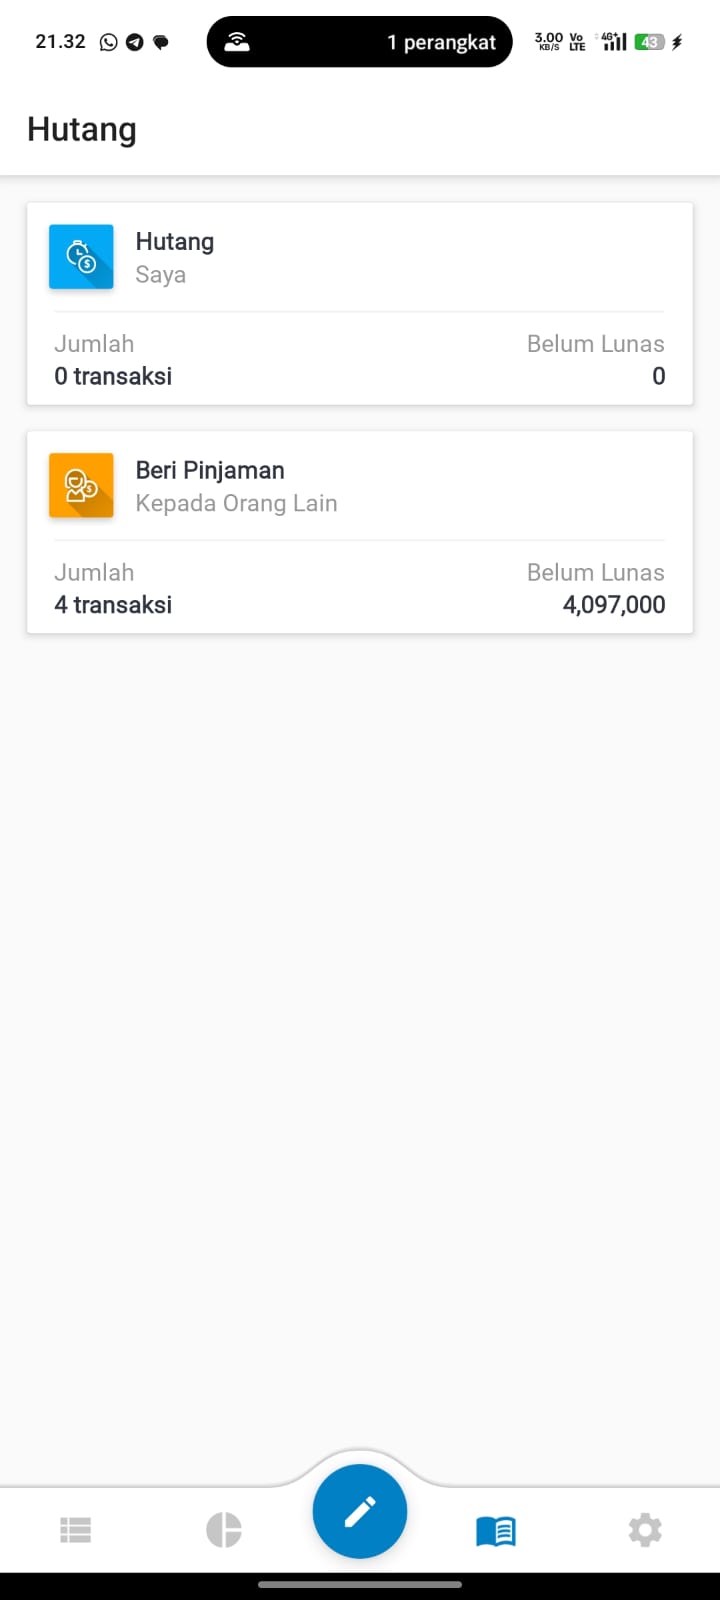 21.32
1 perangkat
3.00 KB/S
Vo LTE
4G+
43
Hutang
Hutang
Saya
Jumlah
Belum Lunas
0 transaksi
0
Beri Pinjaman
Kepada Orang Lain
Jumlah
Belum Lunas
4 transaksi
4,097,000